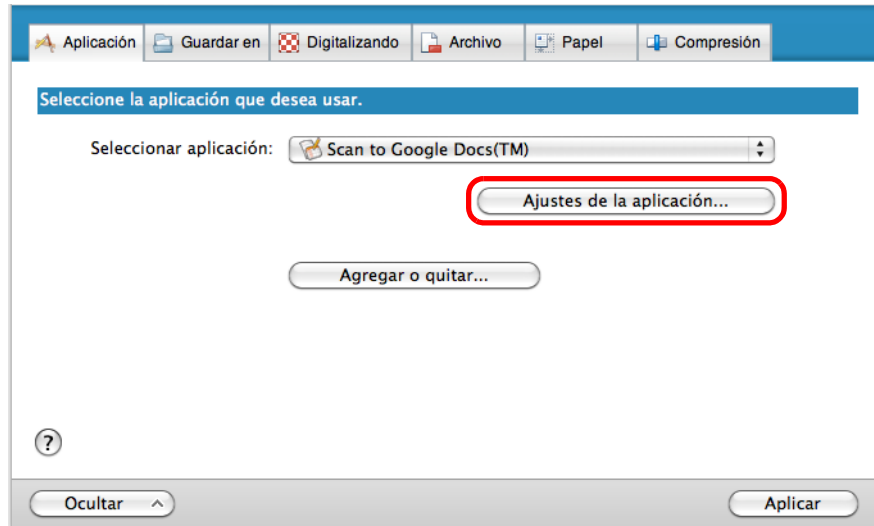 Aplicación Guardar en Digitalizando Archivo Papel Compresión
Seleccione la aplicación que desea usar.
Seleccionar aplicación: Scan to Google Docs(TM)
Ajustes de la aplicación...
Agregar o quitar...
?
Ocultar Aplicar